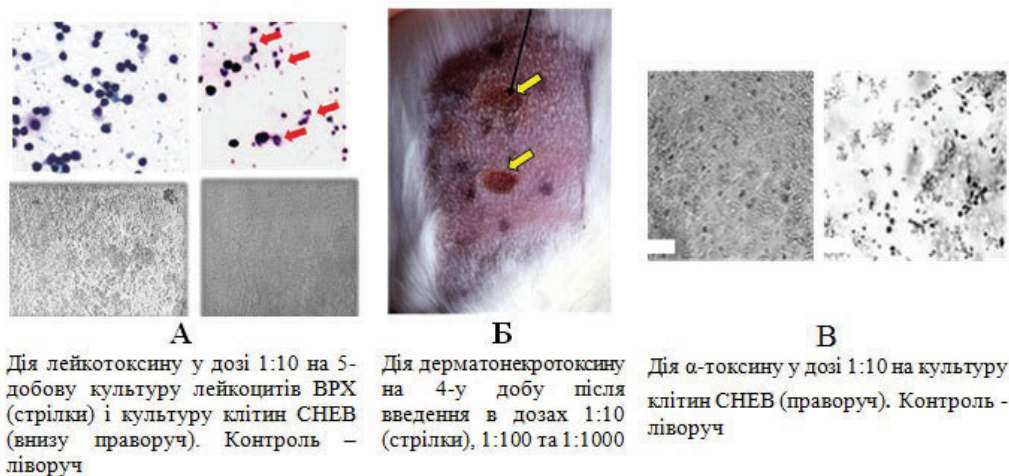 А
Дія лейкотоксину у дозі 1:10 на 5-
добову культуру лейкоцитів ВРХ
(стрілки) і культуру клітин СНЕВ
(внизу праворуч). Контроль –
ліворуч
Б
Дія дерматонекротоксину
на 4-у добу після
введення в дозах 1:10
(стрілки), 1:100 та 1:1000
В
Дія α-токсину у дозі 1:10 на культуру
клітин СНЕВ (праворуч). Контроль -
ліворуч